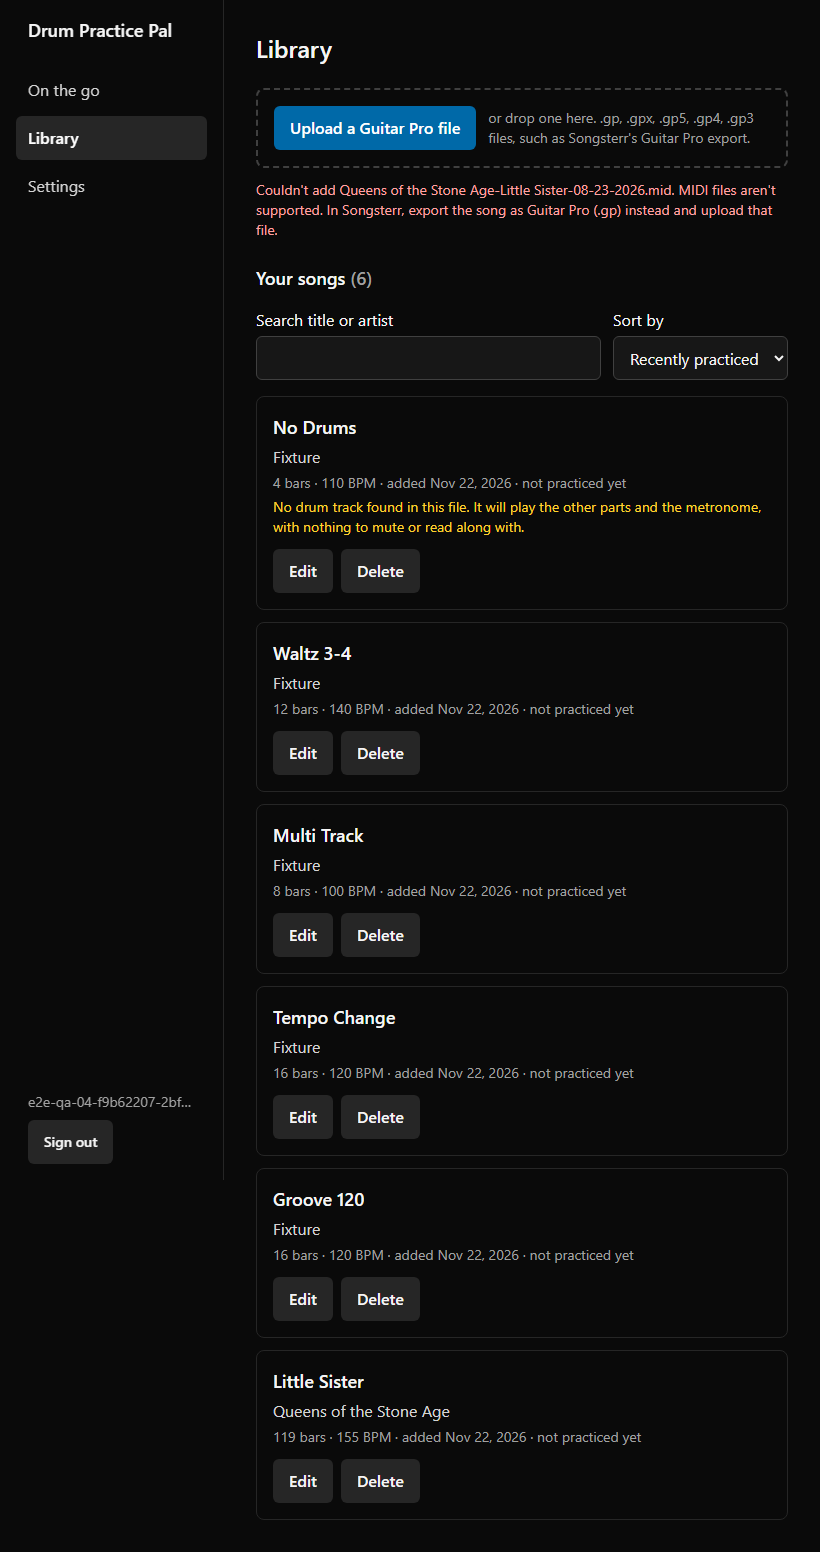 Drum Practice Pal
On the go
Library
Settings
e2e-qa-04-f9b62207-2bf...
Sign out
Library
Upload a Guitar Pro file
or drop one here. .gp, .gpx, .gp5, .gp4, .gp3
files, such as Songsterr's Guitar Pro export.
Couldn't add Queens of the Stone Age-Little Sister-08-23-2026.mid. MIDI files aren't
supported. In Songsterr, export the song as Guitar Pro (.gp) instead and upload that
file.
Your songs (6)
Search title or artist
Sort by
Recently practiced
No Drums
Fixture
4 bars · 110 BPM · added Nov 22, 2026 · not practiced yet
No drum track found in this file. It will play the other parts and the metronome,
with nothing to mute or read along with.
Edit
Delete
Waltz 3-4
Fixture
12 bars · 140 BPM · added Nov 22, 2026 · not practiced yet
Edit
Delete
Multi Track
Fixture
8 bars · 100 BPM · added Nov 22, 2026 · not practiced yet
Edit
Delete
Tempo Change
Fixture
16 bars · 120 BPM · added Nov 22, 2026 · not practiced yet
Edit
Delete
Groove 120
Fixture
16 bars · 120 BPM · added Nov 22, 2026 · not practiced yet
Edit
Delete
Little Sister
Queens of the Stone Age
119 bars · 155 BPM · added Nov 22, 2026 · not practiced yet
Edit
Delete